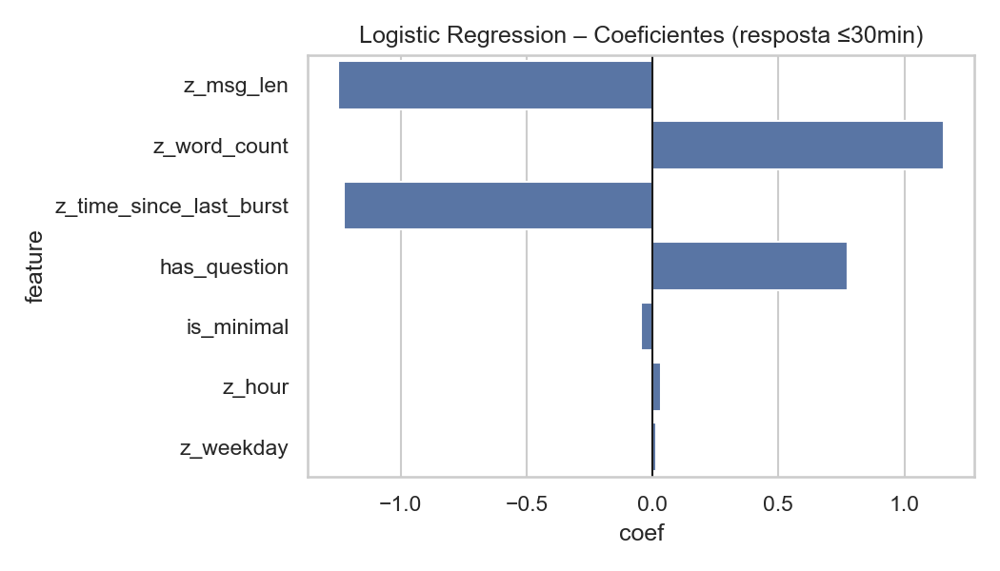 Logistic Regression – Coeficientes (resposta ≤30min)
z_msg_len
z_word_count
z_time_since_last_burst
has_question
is_minimal
z_hour
z_weekday
feature
−1.0
−0.5
0.0
0.5
1.0
coef